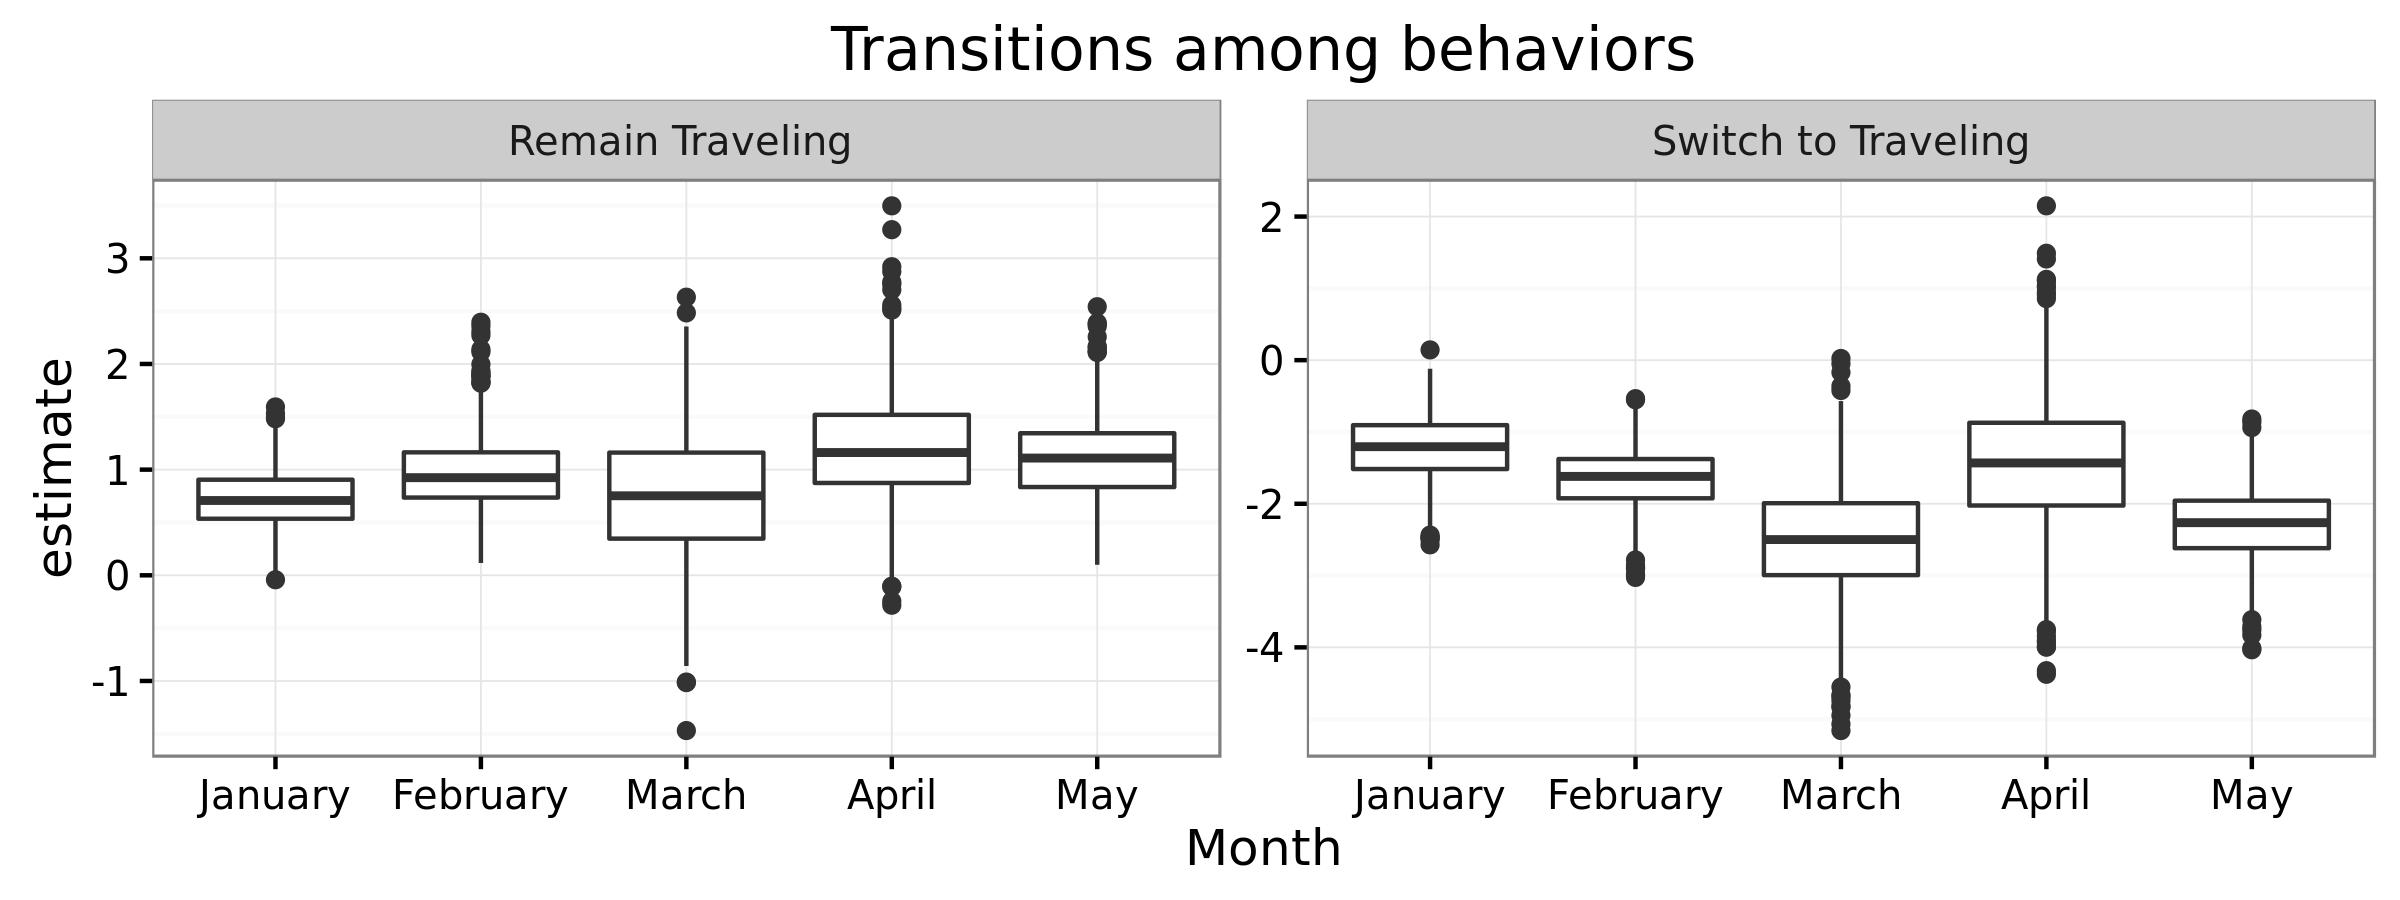 Transitions among behaviors
Remain Traveling
Switch to Traveling
estimate
3
2
1
0
-1
2
0
-2
-4
January February March April May
January February March April May
Month